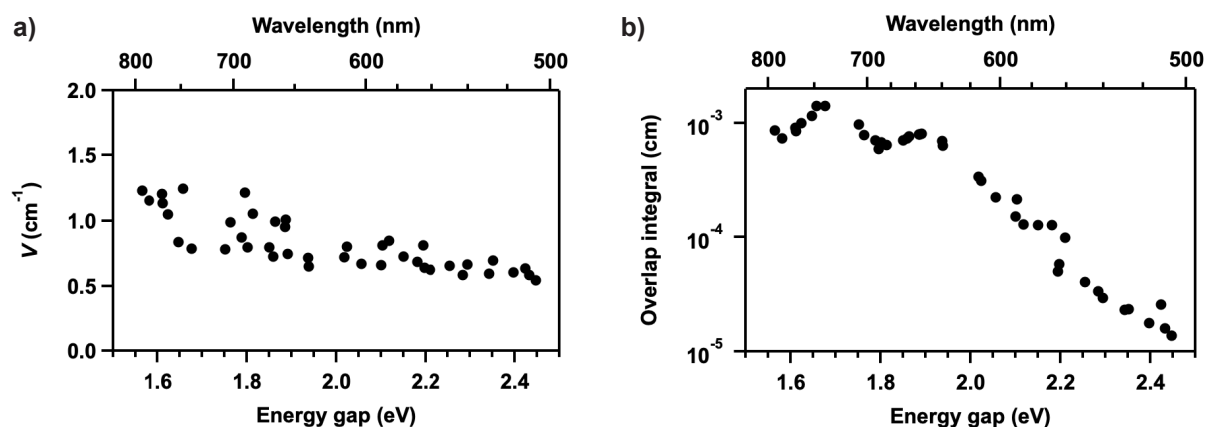 a)
Wavelength (nm)
800 700 600 500
2.0
1.5
1.0
0.5
0.0
V (cm⁻¹)
1.6 1.8 2.0 2.2 2.4
Energy gap (eV)
b)
Wavelength (nm)
800 700 600 500
10⁻³
10⁻⁴
10⁻⁵
Overlap integral (cm)
1.6 1.8 2.0 2.2 2.4
Energy gap (eV)